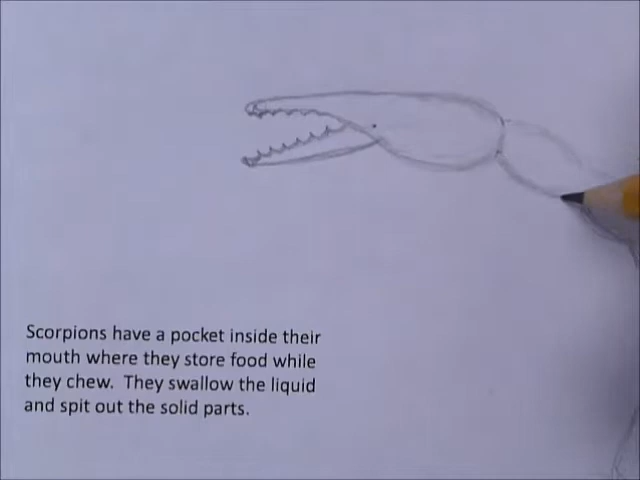 Scorpions have a pocket inside their
mouth where they store food while
they chew.  They swallow the liquid
and spit out the solid parts.